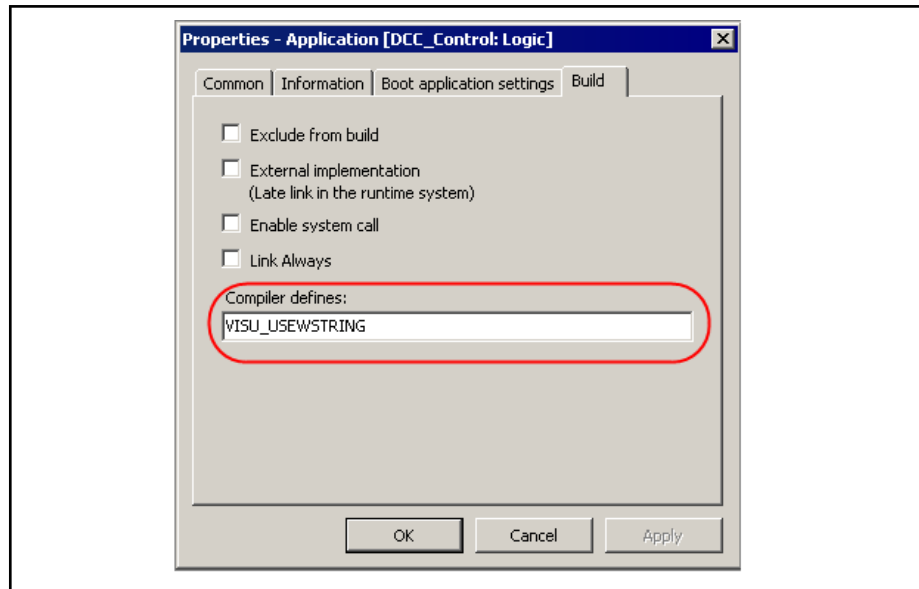 Properties - Application [DCC_Control: Logic]
Common Information Boot application settings Build
Exclude from build
External implementation
(Late link in the runtime system)
Enable system call
Link Always
Compiler defines:
VISU_USEWSTRING
OK Cancel Apply